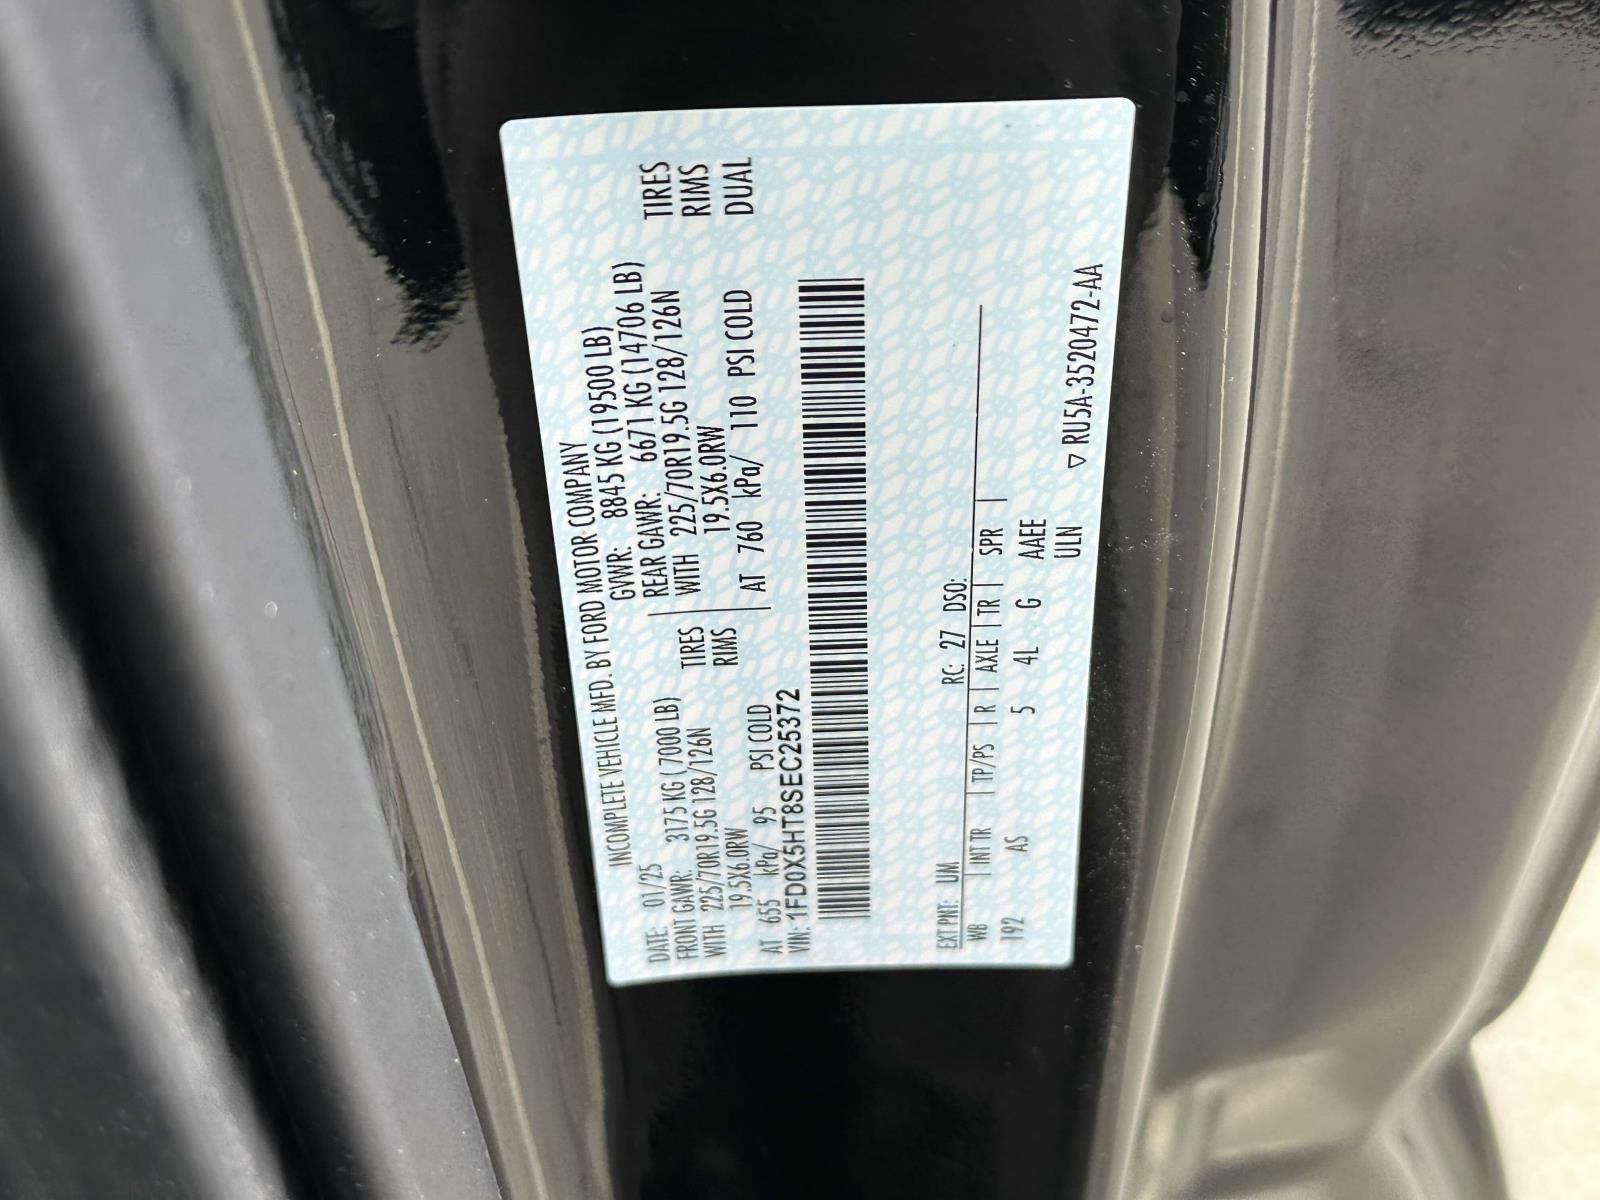 INCOMPLETE VEHICLE MFD. BY FORD MOTOR COMPANY
DATE: 01/25 GVWR: 8845 KG (19500 LB)
FRONT GAWR: 3175 KG (7000 LB) REAR GAWR: 6671 KG (14706 LB)
WITH 225/70R19.5G 128/126N TIRES WITH 225/70R19.5G 128/126N TIRES
19.5X6.0RW RIMS 19.5X6.0RW RIMS
AT 655 kPa/ 95 PSI COLD AT 760 kPa/ 110 PSI COLD DUAL
VIN: 1FD0X5HT8SEC25372
EXT PNT: UM RC: 27 DSO:
WB | INT TR | TP/PS | R | AXLE | TR | SPR |
192 AS 5 4L G AAEE
ULN
▽ RU5A-3520472-AA